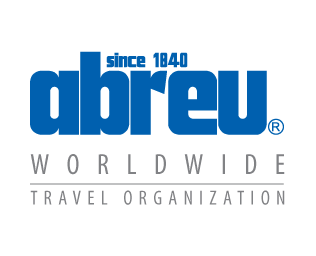 since 1840
abreu®
WORLDWIDE
TRAVEL ORGANIZATION